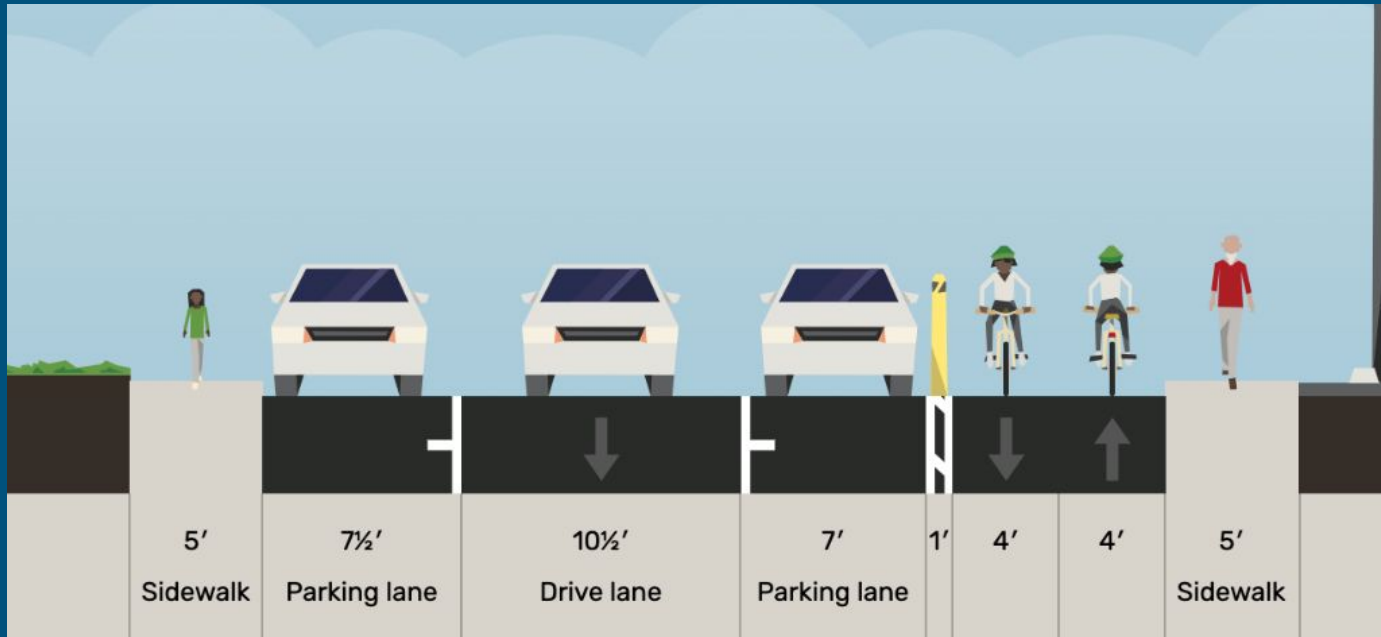 5′ 7½′ 10½′ 7′ 1′ 4′ 4′ 5′
Sidewalk Parking lane Drive lane Parking lane Sidewalk